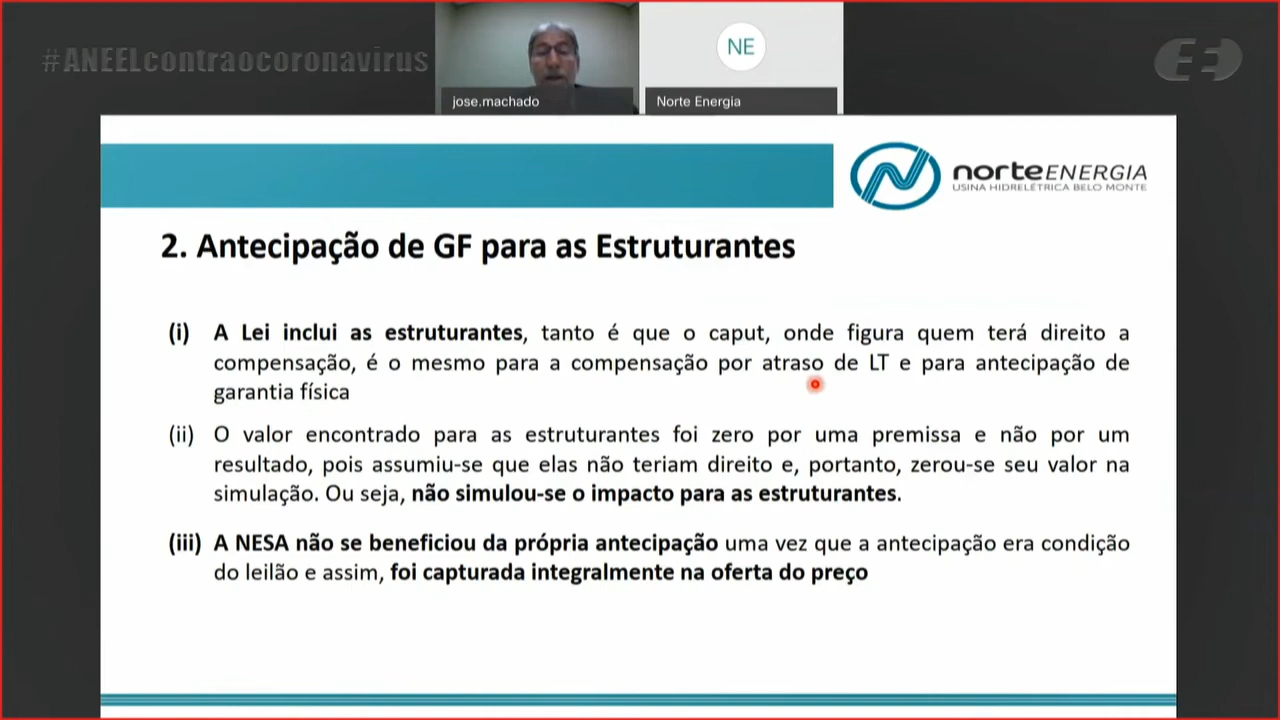 #ANEELcontraocoronavirus
jose.machado
NE
Norte Energia
norteENERGIA
USINA HIDRELÉTRICA BELO MONTE
2. Antecipação de GF para as Estruturantes
(i) A Lei inclui as estruturantes, tanto é que o caput, onde figura quem terá direito a
compensação, é o mesmo para a compensação por atraso de LT e para antecipação de
garantia física
(ii) O valor encontrado para as estruturantes foi zero por uma premissa e não por um
resultado, pois assumiu-se que elas não teriam direito e, portanto, zerou-se seu valor na
simulação. Ou seja, não simulou-se o impacto para as estruturantes.
(iii) A NESA não se beneficiou da própria antecipação uma vez que a antecipação era condição
do leilão e assim, foi capturada integralmente na oferta do preço